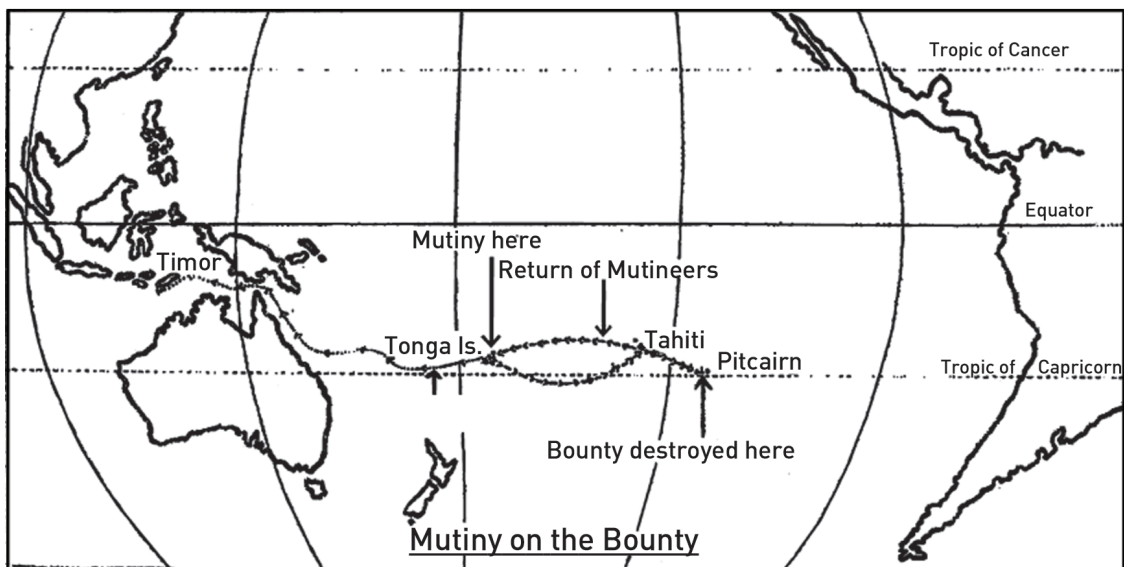 Tropic of Cancer
Equator
Mutiny here
Timor
Return of Mutineers
Tonga Is.
Tahiti
Pitcairn
Tropic of Capricorn
Bounty destroyed here
Mutiny on the Bounty